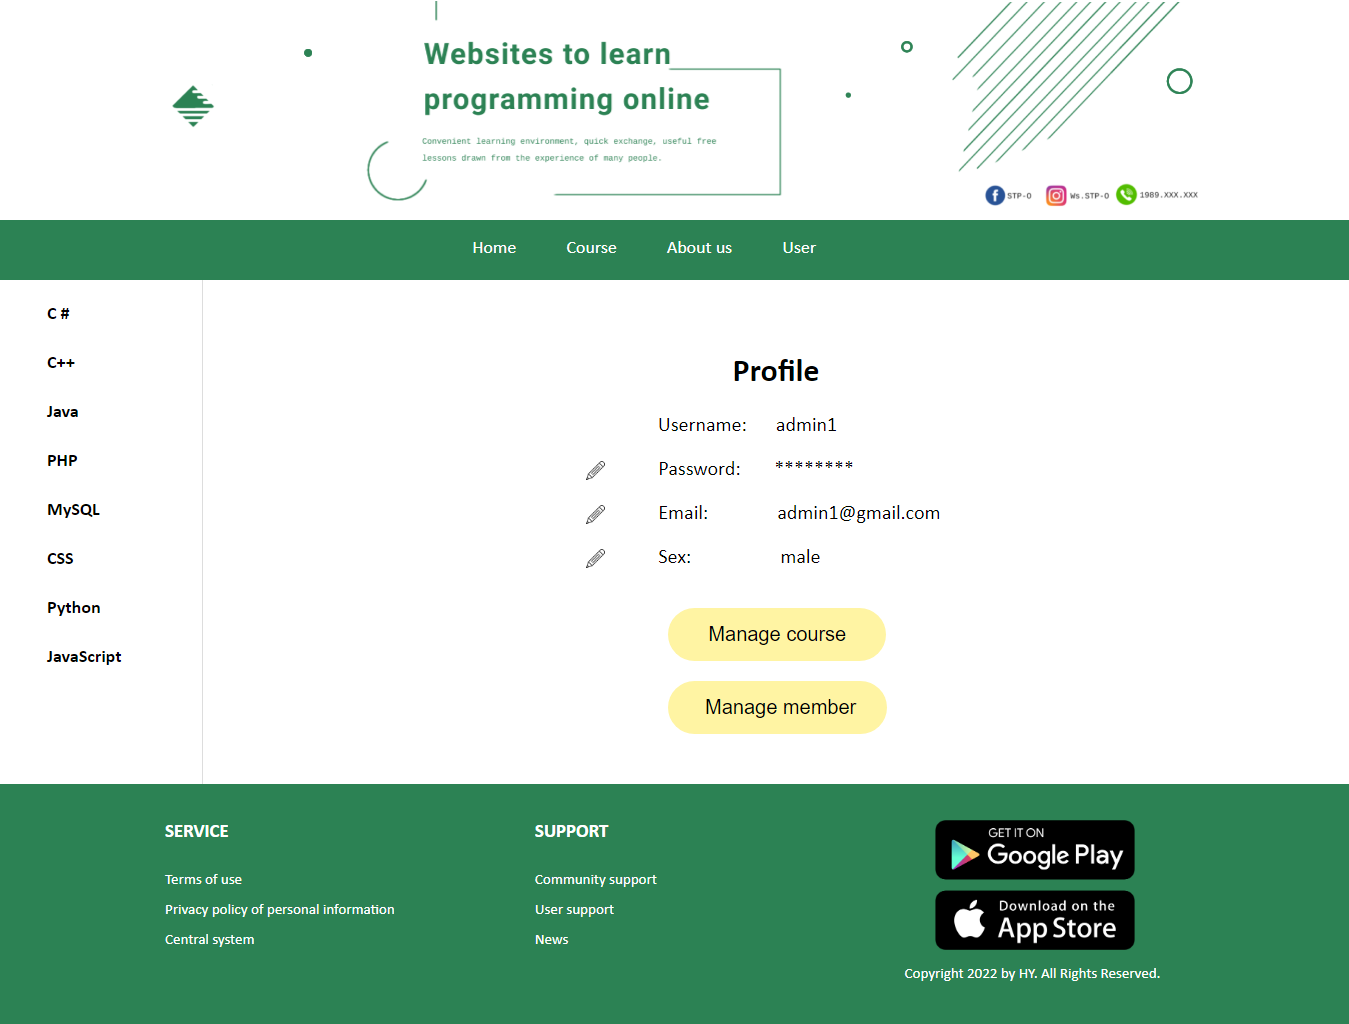 Websites to learn
programming online
Convenient learning environment, quick exchange, useful free
lessons drawn from the experience of many people.
STP-O Ws.STP-O 1989.XXX.XXX
Home Course About us User
C #
C++
Java
PHP
MySQL
CSS
Python
JavaScript
Profile
Username: admin1
Password: ********
Email: admin1@gmail.com
Sex: male
Manage course
Manage member
SERVICE
Terms of use
Privacy policy of personal information
Central system
SUPPORT
Community support
User support
News
GET IT ON
Google Play
Download on the
App Store
Copyright 2022 by HY. All Rights Reserved.